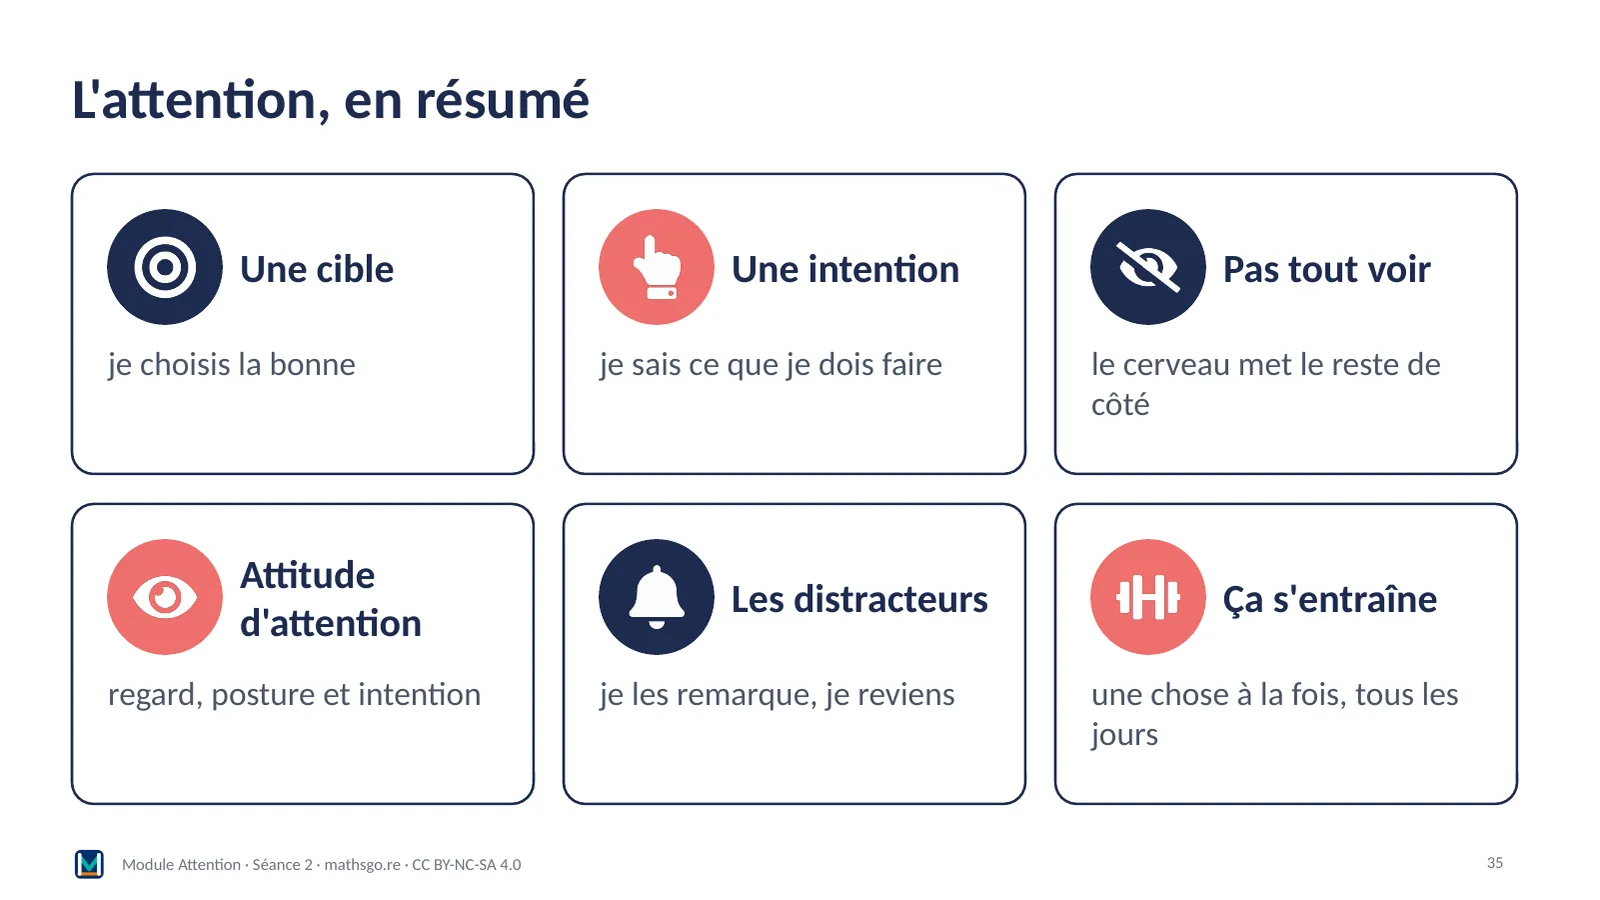 L'attention, en résumé
Une cible
je choisis la bonne
Une intention
je sais ce que je dois faire
Pas tout voir
le cerveau met le reste de
côté
Attitude
d'attention
regard, posture et intention
Les distracteurs
je les remarque, je reviens
Ça s'entraîne
une chose à la fois, tous les
jours
Module Attention · Séance 2 · mathsgo.re · CC BY-NC-SA 4.0
35